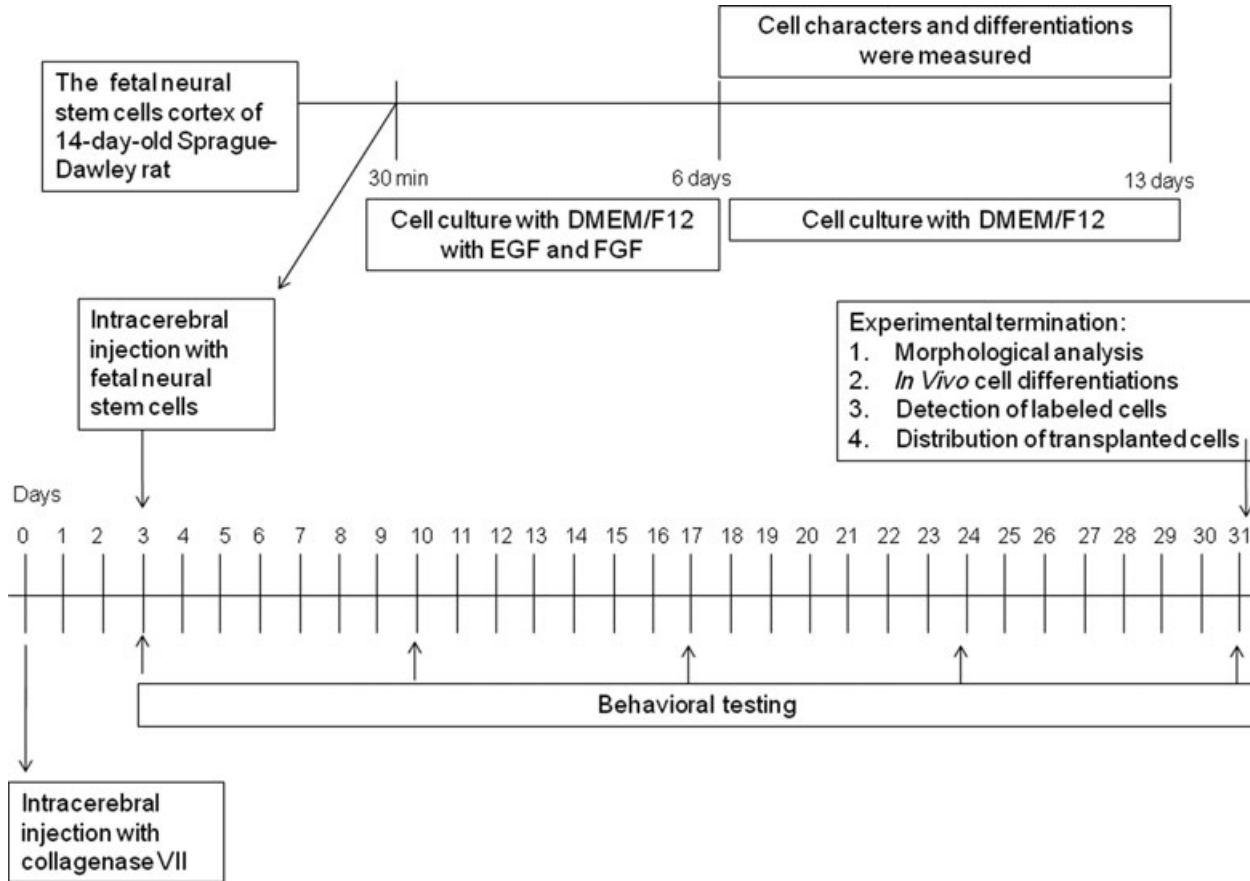 Cell characters and differentiations
were measured
The fetal neural
stem cells cortex of
14-day-old Sprague-
Dawley rat
30 min
6 days
13 days
Cell culture with DMEM/F12
with EGF and FGF
Cell culture with DMEM/F12
Intracerebral
injection with
fetal neural
stem cells
Experimental termination:
1. Morphological analysis
2. In Vivo cell differentiations
3. Detection of labeled cells
4. Distribution of transplanted cells
Days
0 1 2 3 4 5 6 7 8 9 10 11 12 13 14 15 16 17 18 19 20 21 22 23 24 25 26 27 28 29 30 31
Behavioral testing
Intracerebral
injection with
collagenase VII